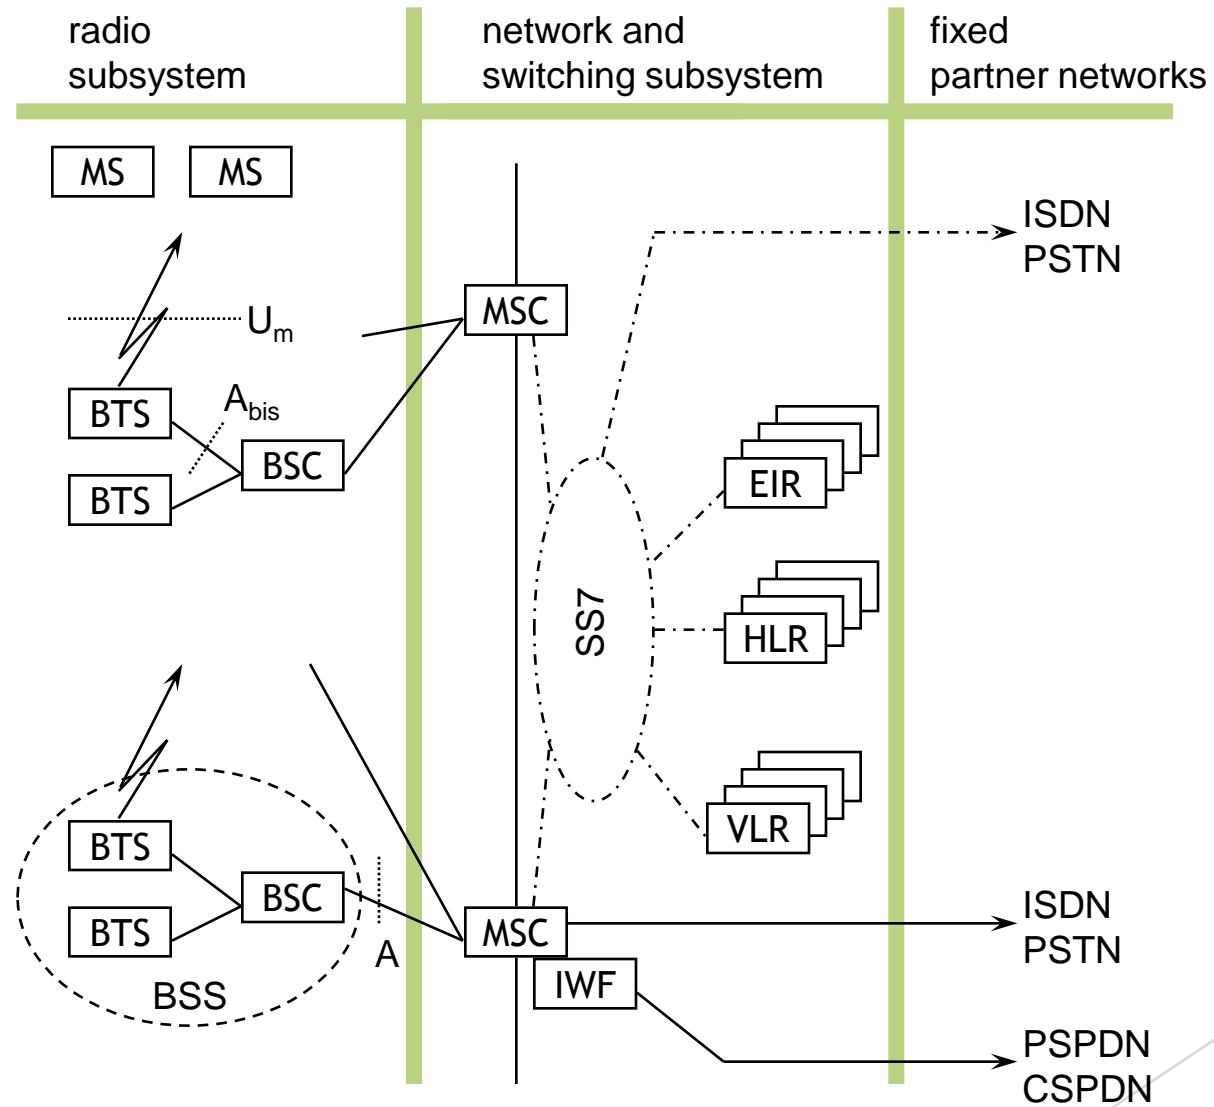 radio
subsystem
network and
switching subsystem
fixed
partner networks
MS
MS
ISDN
PSTN
MSC
Um
Abis
BTS
BSC
BTS
EIR
SS7
HLR
VLR
BTS
BSC
BTS
A
BSS
MSC
IWF
ISDN
PSTN
PSPDN
CSPDN